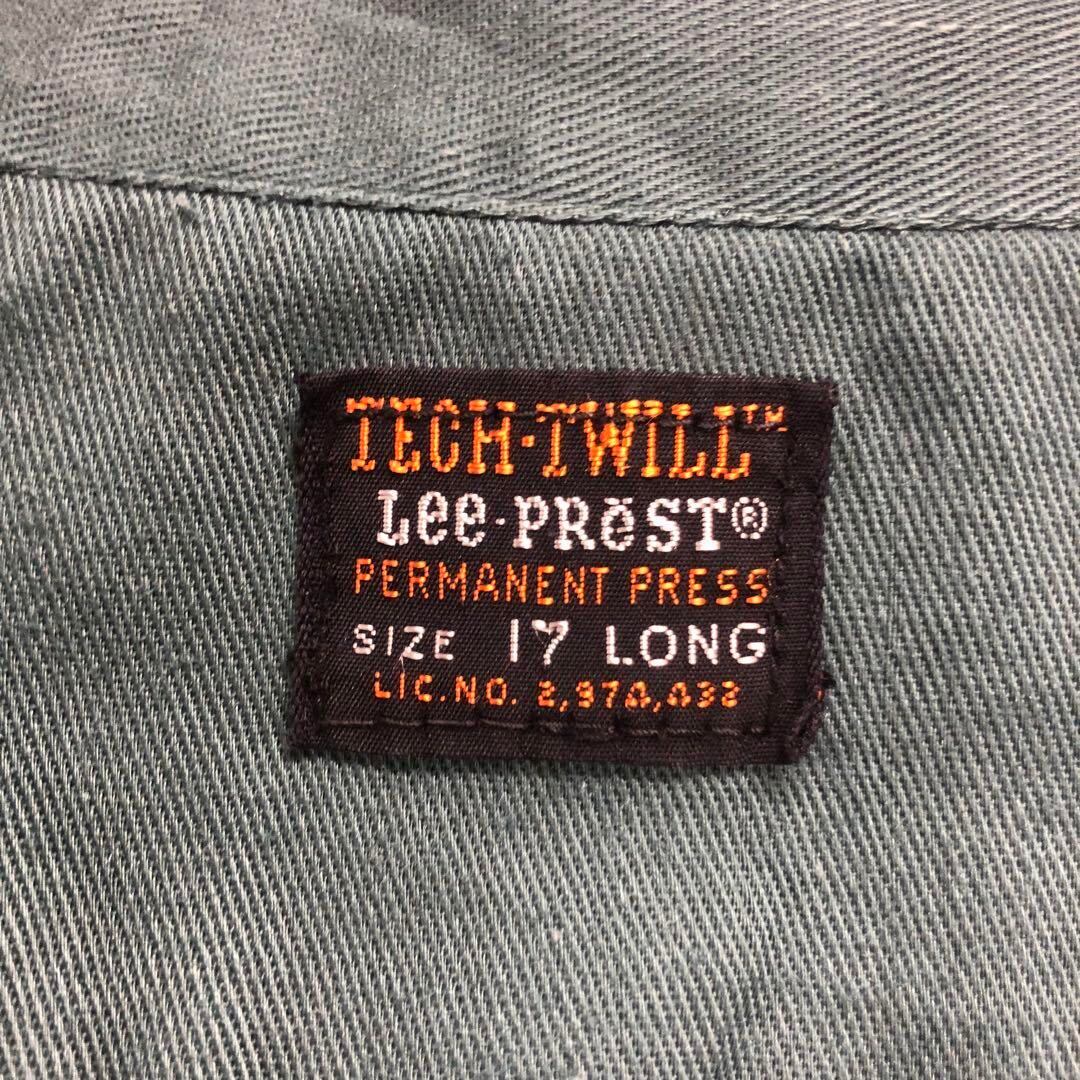 TECH-TWILL™
Lee-PRēST®
PERMANENT PRESS
SIZE 17 LONG
LIC.NO. 2,974,432